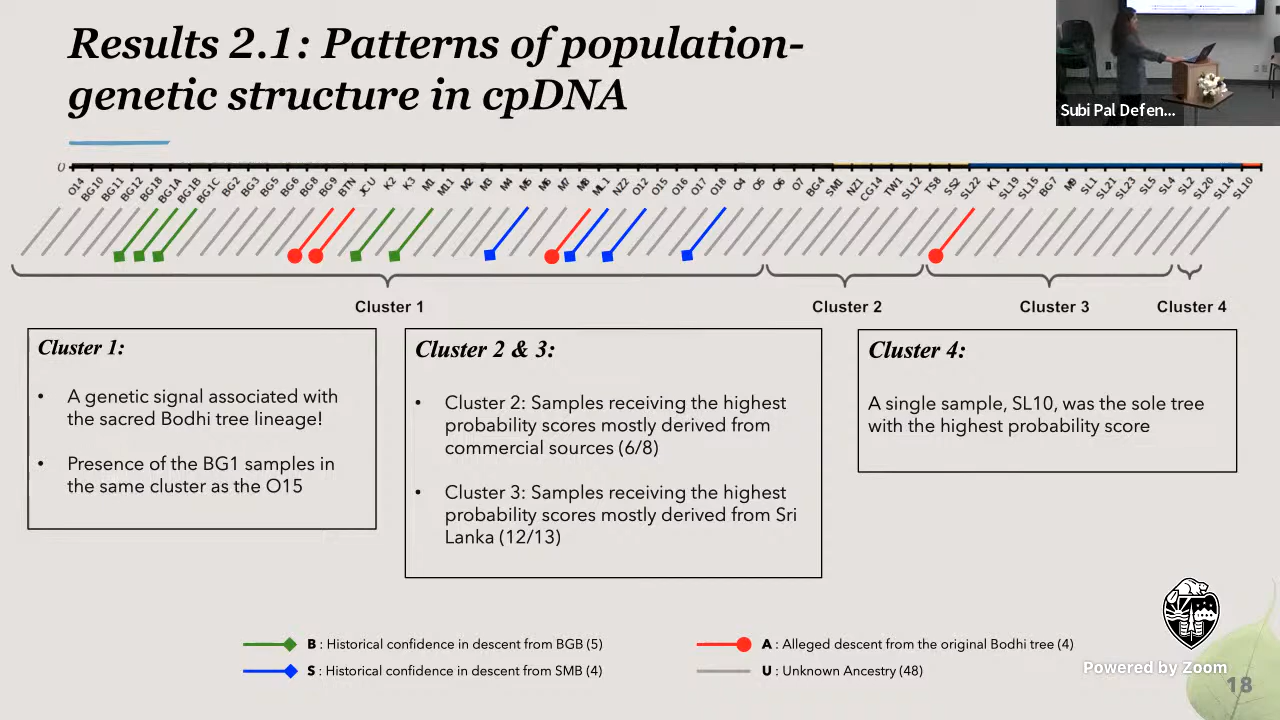 Results 2.1: Patterns of population-
genetic structure in cpDNA
Subi Pal Defen...
0
O14 BG10 BG11 BG12 BG1B BG1A BG1B BG1C BG2 BG3 BG5 BG6 BG8 BG9 BTN JCU K2 K3 M1 M11 M2 M3 M4 M5 M6 M7 M8 ML1 NZ2 O12 O15 O16 O17 O18 O4 O5 O6 O7 BG4 SM1 NZ1 CG14 TW1 SL12 TS8 SS2 SL22 K1 SL19 SL15 BG7 M9 SL1 SL21 SL23 SL5 SL4 SL2 SL20 SL14 SL10
Cluster 1 Cluster 2 Cluster 3 Cluster 4
Cluster 1:
• A genetic signal associated with
the sacred Bodhi tree lineage!
• Presence of the BG1 samples in
the same cluster as the O15
Cluster 2 & 3:
• Cluster 2: Samples receiving the highest
probability scores mostly derived from
commercial sources (6/8)
• Cluster 3: Samples receiving the highest
probability scores mostly derived from Sri
Lanka (12/13)
Cluster 4:
A single sample, SL10, was the sole tree
with the highest probability score
B : Historical confidence in descent from BGB (5)
S : Historical confidence in descent from SMB (4)
A : Alleged descent from the original Bodhi tree (4)
U : Unknown Ancestry (48)
Powered by Zoom
18